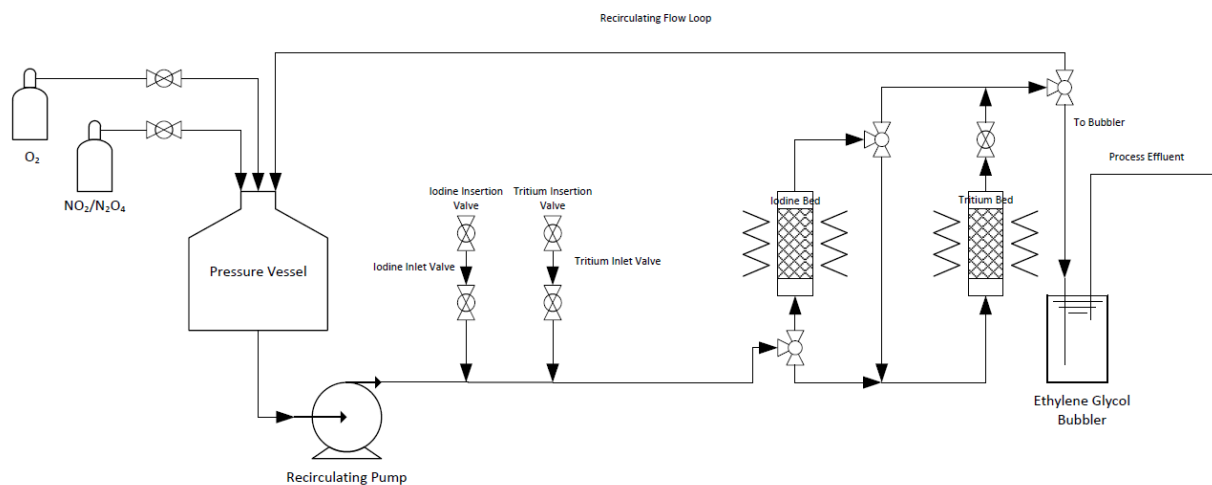 Recirculating Flow Loop
O₂
NO₂/N₂O₄
To Bubbler
Process Effluent
Iodine Insertion
Valve
Tritium Insertion
Valve
Iodine Bed
Tritium Bed
Pressure Vessel
Iodine Inlet Valve
Tritium Inlet Valve
Ethylene Glycol
Bubbler
Recirculating Pump